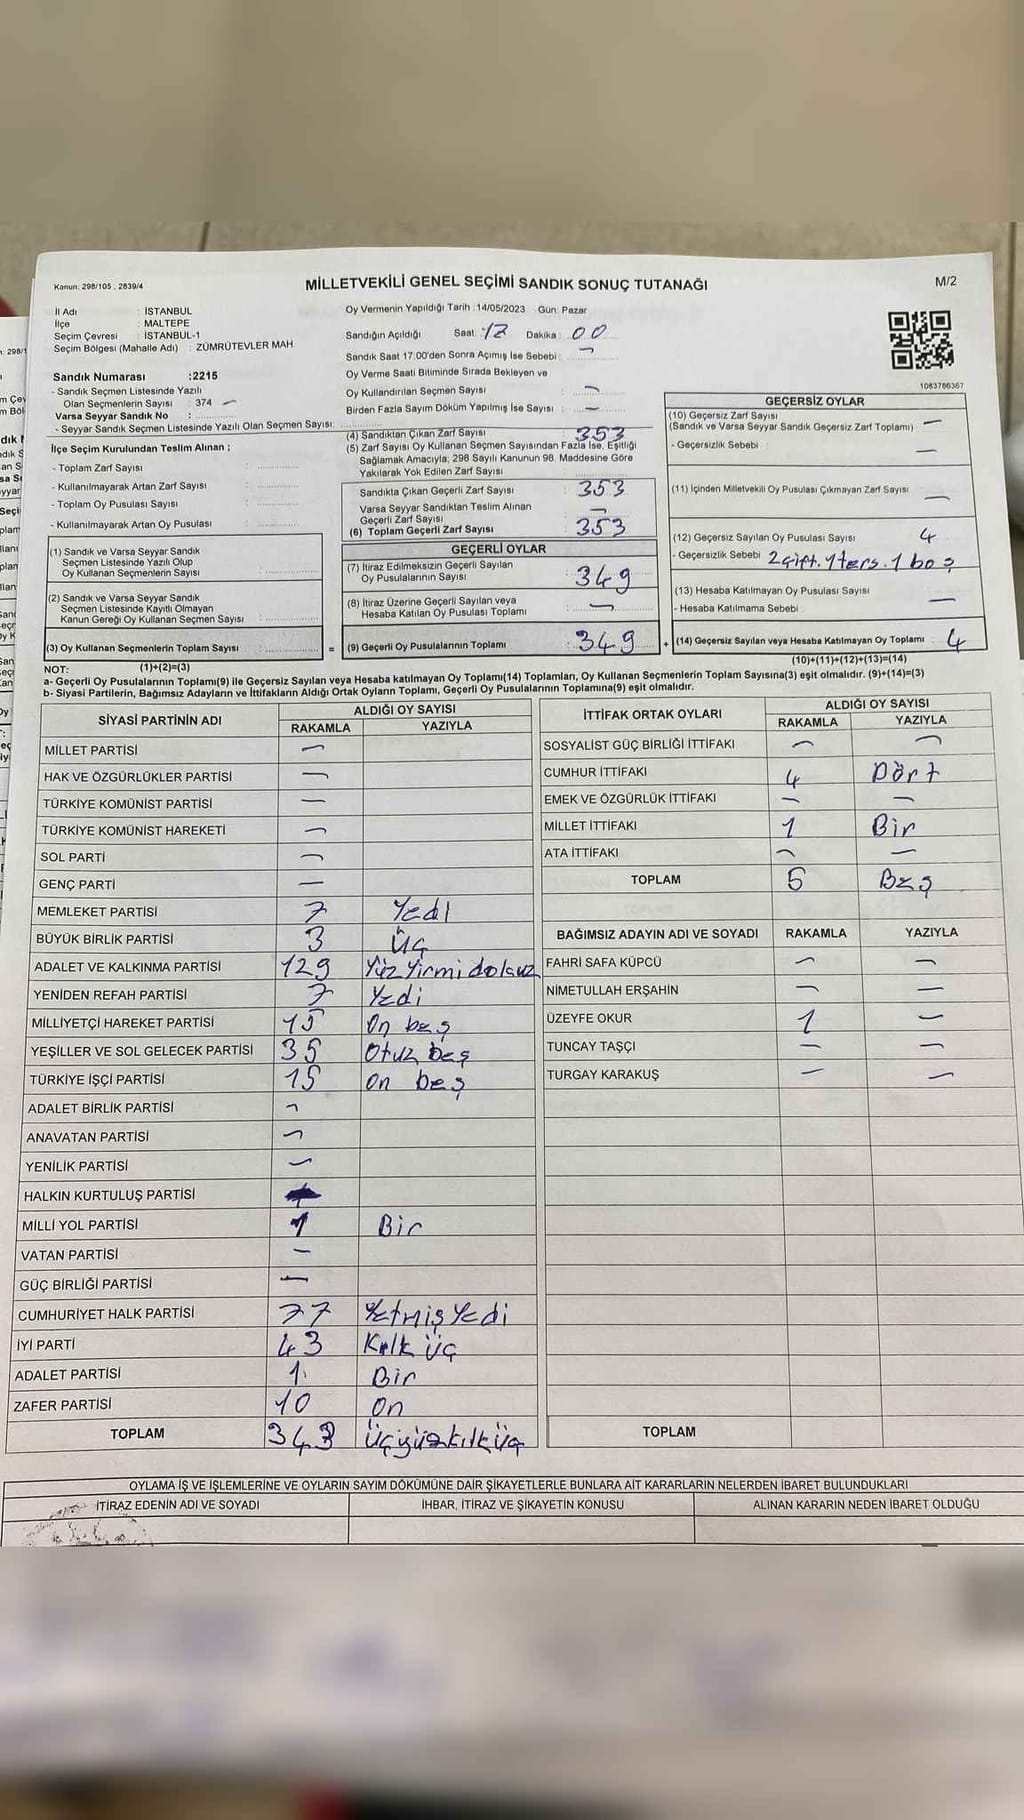 Kanun: 298/105 , 2839/4
MİLLETVEKİLİ GENEL SEÇİMİ SANDIK SONUÇ TUTANAĞI
M/2
İl Adı : İSTANBUL
İlçe : MALTEPE
Seçim Çevresi : İSTANBUL-1
Seçim Bölgesi (Mahalle Adı) : ZÜMRÜTEVLER MAH
Sandık Numarası :2215
- Sandık Seçmen Listesinde Yazılı
Olan Seçmenlerin Sayısı : 374 —
Varsa Seyyar Sandık No :
- Seyyar Sandık Listesinde Yazılı Olan Seçmen Sayısı:
Oy Vermenin Yapıldığı Tarih :14/05/2023 Gün: Pazar
Sandığın Açıldığı Saat: 17 Dakika : 00
Sandık Saat 17:00'den Sonra Açımış İse Sebebi : —
Oy Verme Saati Bitiminde Sırada Bekleyen ve
Oy Kullandırılan Seçmen Sayısı : —
Birden Fazla Sayım Döküm Yapılmış İse Sayısı : —
1083786367
İlçe Seçim Kurulundan Teslim Alınan ;
- Toplam Zarf Sayısı :
- Kullanılmayarak Artan Zarf Sayısı :
- Toplam Oy Pusulası Sayısı :
- Kullanılmayarak Artan Oy Pusulası :
(1) Sandık ve Varsa Seyyar Sandık
Seçmen Listesinde Yazılı Olup
Oy Kullanan Seçmenlerin Sayısı :
(2) Sandık ve Varsa Seyyar Sandık
Seçmen Listesinde Kayıtlı Olmayan
Kanun Gereği Oy Kullanan Seçmen Sayısı :
(3) Oy Kullanan Seçmenlerin Toplam Sayısı : =
(4) Sandıktan Çıkan Zarf Sayısı : 353
(5) Zarf Sayısı Oy Kullanan Seçmen Sayısından Fazla İse, Eşitliği
Sağlamak Amacıyla; 298 Sayılı Kanunun 98. Maddesine Göre
Yakılarak Yok Edilen Zarf Sayısı :
Sandıkta Çıkan Geçerli Zarf Sayısı : 353
Varsa Seyyar Sandıktan Teslim Alınan
Geçerli Zarf Sayısı : —
(6) Toplam Geçerli Zarf Sayısı : 353
GEÇERLİ OYLAR
(7) İtiraz Edilmeksizin Geçerli Sayılan
Oy Pusulalarının Sayısı : 349
(8) İtiraz Üzerine Geçerli Sayılan veya
Hesaba Katılan Oy Pusulası Toplamı : —
(9) Geçerli Oy Pusulalarının Toplamı : 349 +
GEÇERSİZ OYLAR
(10) Geçersiz Zarf Sayısı
(Sandık ve Varsa Seyyar Sandık Geçersiz Zarf Toplamı) : —
- Geçersizlik Sebebi : —
(11) İçinden Milletvekili Oy Pusulası Çıkmayan Zarf Sayısı : —
(12) Geçersiz Sayılan Oy Pusulası Sayısı : 4
- Geçersizlik Sebebi : 2 çift. 1 ters. 1 boş
(13) Hesaba Katılmayan Oy Pusulası Sayısı : —
- Hesaba Katılmama Sebebi :
(14) Geçersiz Sayılan veya Hesaba Katılmayan Oy Toplamı : 4
NOT: (1)+(2)=(3)
(10)+(11)+(12)+(13)=(14)
a- Geçerli Oy Pusulalarının Toplamı(9) ile Geçersiz Sayılan veya Hesaba katılmayan Oy Toplamı(14) Toplamları, Oy Kullanan Seçmenlerin Toplam Sayısına(3) eşit olmalıdır. (9)+(14)=(3)
b- Siyasi Partilerin, Bağımsız Adayların ve İttifakların Aldığı Ortak Oyların Toplamı, Geçerli Oy Pusulalarının Toplamına(9) eşit olmalıdır.
SİYASİ PARTİNİN ADI ALDIĞI OY SAYISI
RAKAMLA YAZIYLA
MİLLET PARTİSİ —
HAK VE ÖZGÜRLÜKLER PARTİSİ —
TÜRKİYE KOMÜNİST PARTİSİ —
TÜRKİYE KOMÜNİST HAREKETİ —
SOL PARTİ —
GENÇ PARTİ —
MEMLEKET PARTİSİ 7 Yedi
BÜYÜK BİRLİK PARTİSİ 3 Üç
ADALET VE KALKINMA PARTİSİ 129 Yüz Yirmi dokuz
YENİDEN REFAH PARTİSİ 7 Yedi
MİLLİYETÇİ HAREKET PARTİSİ 15 On beş
YEŞİLLER VE SOL GELECEK PARTİSİ 35 Otuz beş
TÜRKİYE İŞÇİ PARTİSİ 15 On beş
ADALET BİRLİK PARTİSİ —
ANAVATAN PARTİSİ —
YENİLİK PARTİSİ —
HALKIN KURTULUŞ PARTİSİ
MİLLİ YOL PARTİSİ 1 Bir
VATAN PARTİSİ —
GÜÇ BİRLİĞİ PARTİSİ —
CUMHURİYET HALK PARTİSİ 77 Yetmiş Yedi
İYİ PARTİ 43 Kırk üç
ADALET PARTİSİ 1 Bir
ZAFER PARTİSİ 10 On
TOPLAM 343 Üçyüzkırküç
İTTİFAK ORTAK OYLARI ALDIĞI OY SAYISI
RAKAMLA YAZIYLA
SOSYALİST GÜÇ BİRLİĞİ İTTİFAKI — —
CUMHUR İTTİFAKI 4 Dört
EMEK VE ÖZGÜRLÜK İTTİFAKI — —
MİLLET İTTİFAKI 1 Bir
ATA İTTİFAKI — —
TOPLAM 5 Beş
BAĞIMSIZ ADAYIN ADI VE SOYADI RAKAMLA YAZIYLA
FAHRİ SAFA KÜPCÜ — —
NİMETULLAH ERŞAHİN — —
ÜZEYFE OKUR 1 —
TUNCAY TAŞÇI — —
TURGAY KARAKUŞ — —
TOPLAM
OYLAMA İŞ VE İŞLEMLERİNE VE OYLARIN SAYIM DÖKÜMÜNE DAİR ŞİKAYETLERLE BUNLARA AİT KARARLARIN NELERDEN İBARET BULUNDUKLARI
İTİRAZ EDENİN ADI VE SOYADI İHBAR, İTİRAZ VE ŞİKAYETİN KONUSU ALINAN KARARIN NEDEN İBARET OLDUĞU